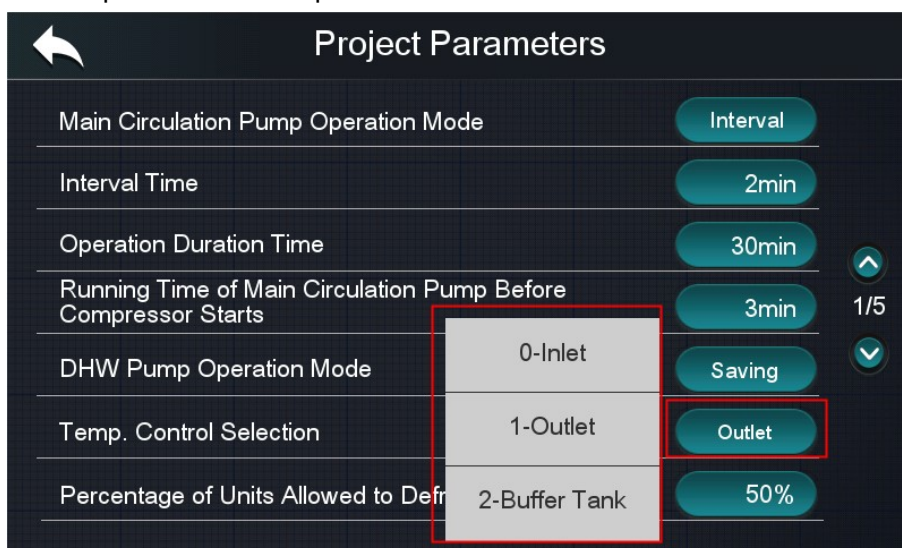 Project Parameters
Main Circulation Pump Operation Mode
Interval
Interval Time
2min
Operation Duration Time
30min
Running Time of Main Circulation Pump Before
Compressor Starts
3min
1/5
DHW Pump Operation Mode
0-Inlet
Saving
Temp. Control Selection
1-Outlet
Outlet
Percentage of Units Allowed to
2-Buffer Tank
50%